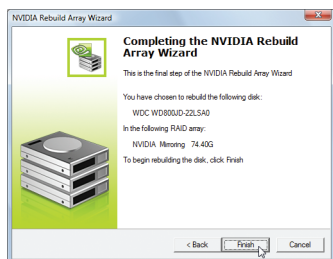 NVIDIA Rebuild Array Wizard
Completing the NVIDIA Rebuild
Array Wizard
This is the final step of the NVIDIA Rebuild Array Wizard
You have chosen to rebuild the following disk:
WDC WD800JD-22LSA0
In the following RAID array:
NVIDIA Mirroring 74.40G
To begin rebuilding the disk, click Finish
< Back Finish Cancel